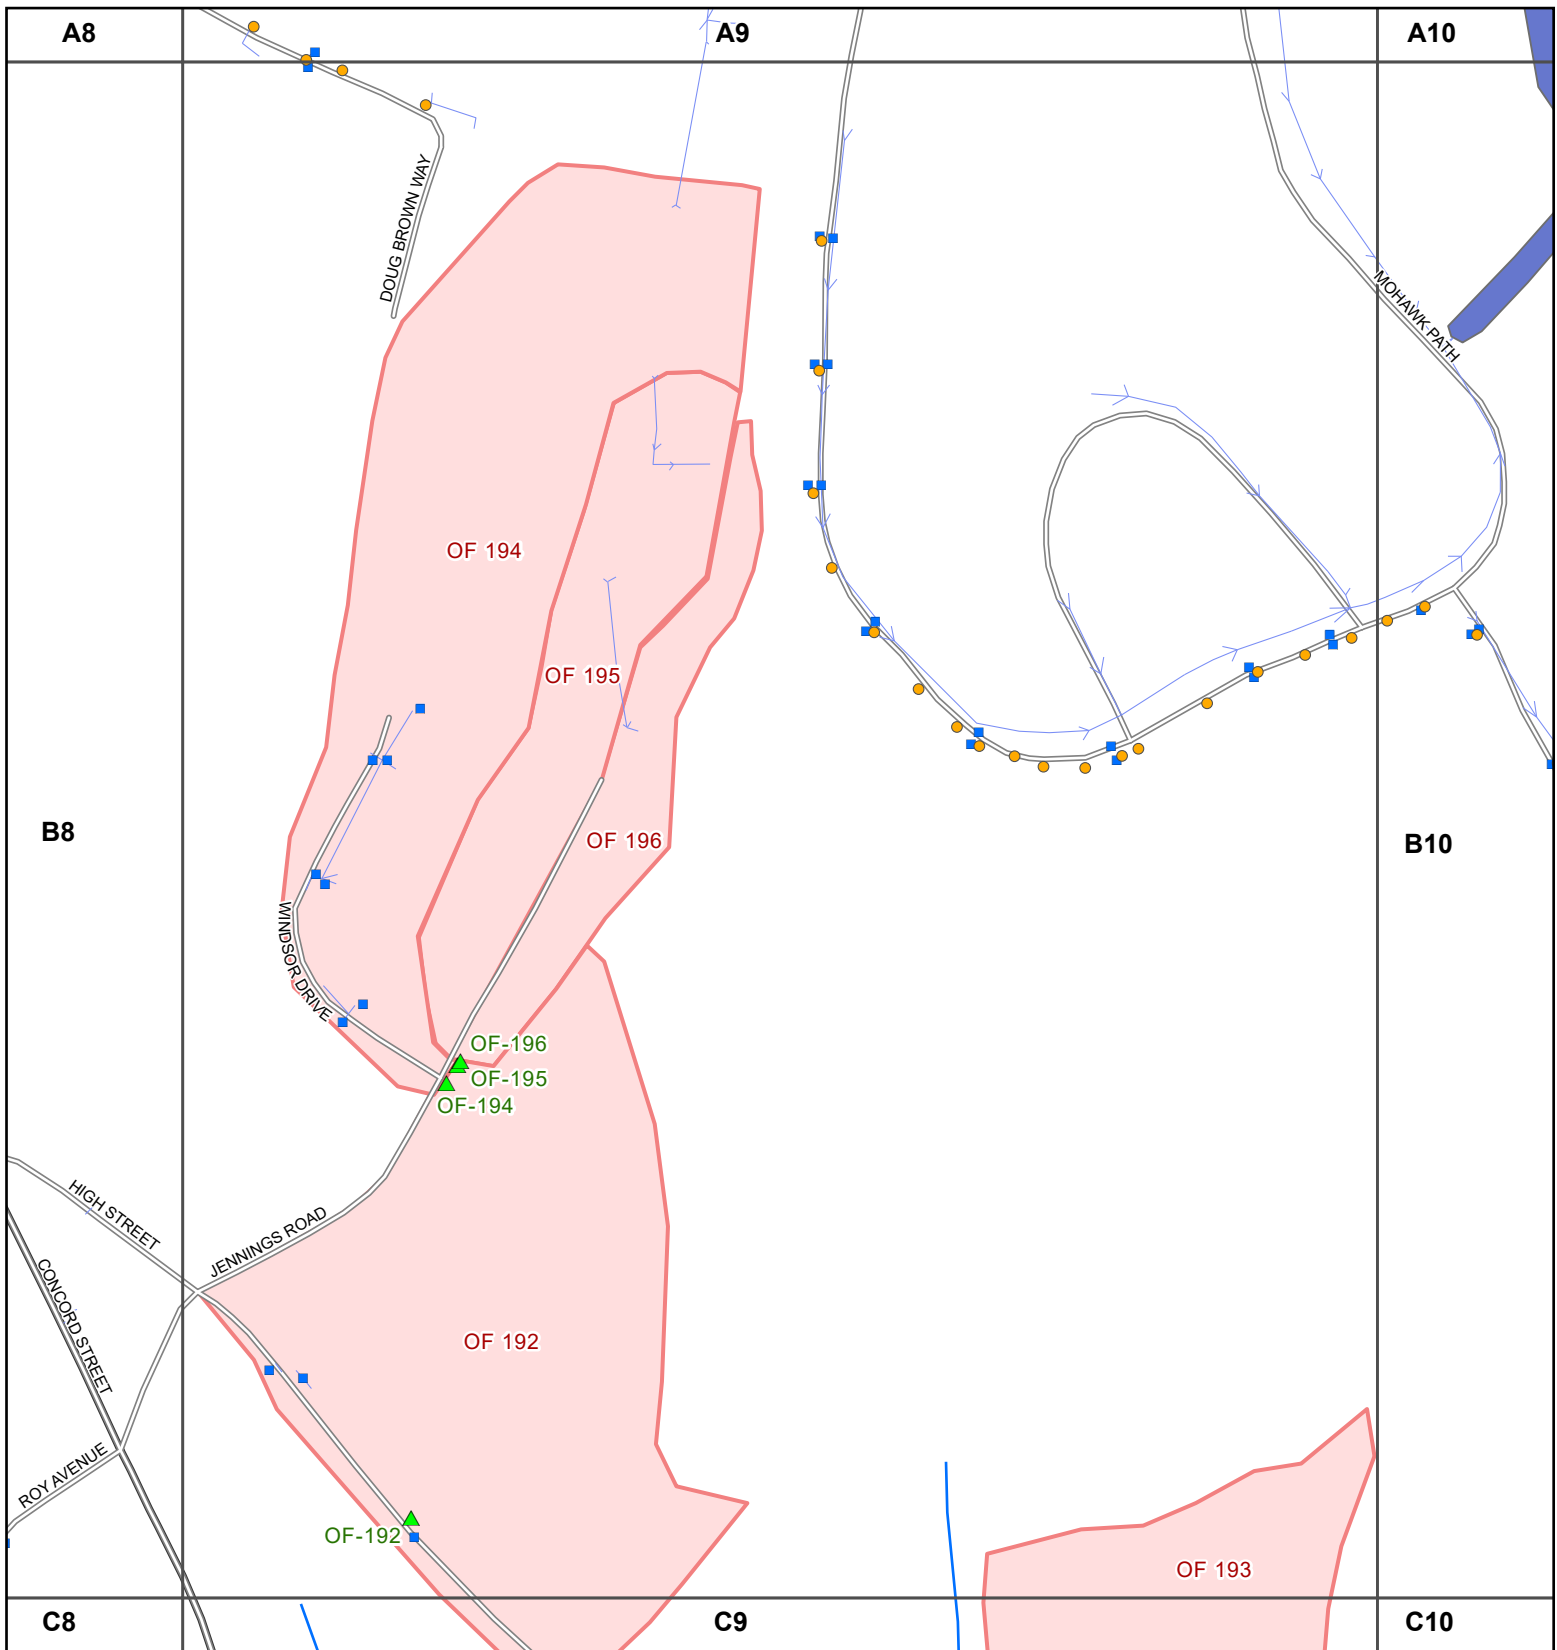 A8
A9
A10
DOUG BROWN WAY
MOHAWK PATH
OF 194
OF 195
B8
OF 196
B10
WINDSOR DRIVE
OF-196
OF-195
OF-194
HIGH STREET
JENNINGS ROAD
CONCORD STREET
OF 192
ROY AVENUE
OF-192
OF 193
C8
C9
C10